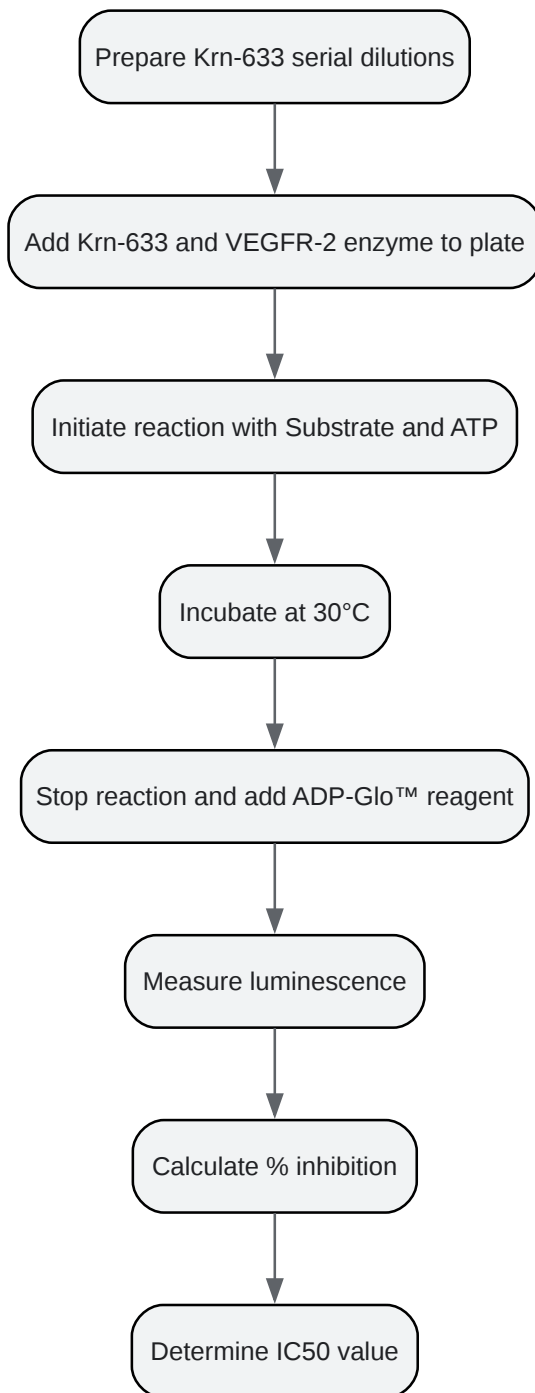 Prepare Krn-633 serial dilutions
Add Krn-633 and VEGFR-2 enzyme to plate
Initiate reaction with Substrate and ATP
Incubate at 30°C
Stop reaction and add ADP-Glo™ reagent
Measure luminescence
Calculate % inhibition
Determine IC50 value